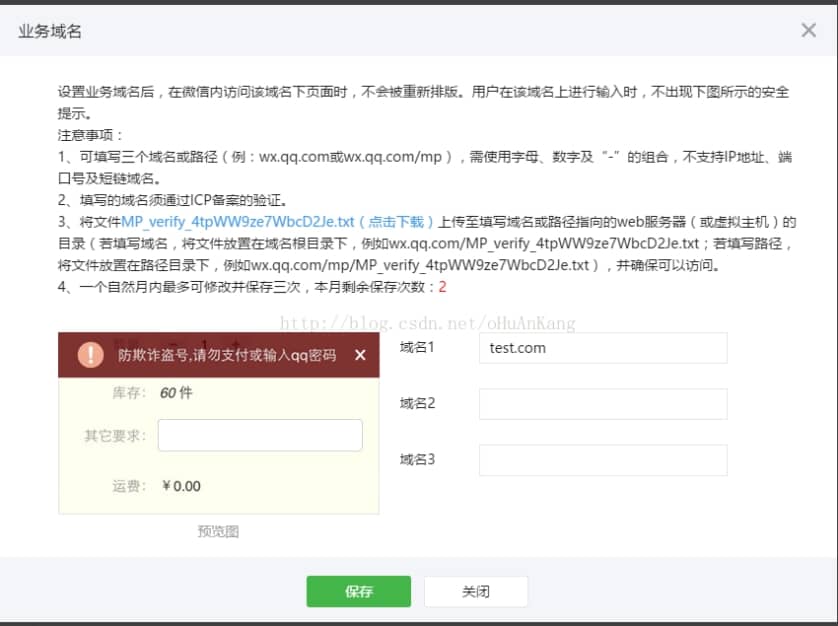 业务域名
设置业务域名后，在微信内访问该域名下页面时，不会被重新排版。用户在该域名上进行输入时，不出现下图所示的安全
提示。
注意事项：
1、可填写三个域名或路径（例：wx.qq.com或wx.qq.com/mp），需使用字母、数字及“-”的组合，不支持IP地址、端
口号及短链域名。
2、填写的域名须通过ICP备案的验证。
3、将文件MP_verify_4tpWW9ze7WbcD2Je.txt（点击下载）上传至填写域名或路径指向的web服务器（或虚拟主机）的
目录（若填写域名，将文件放置在域名根目录下，例如wx.qq.com/MP_verify_4tpWW9ze7WbcD2Je.txt；若填写路径，
将文件放置在路径目录下，例如wx.qq.com/mp/MP_verify_4tpWW9ze7WbcD2Je.txt），并确保可以访问。
4、一个自然月内最多可修改并保存三次，本月剩余保存次数：2
http://blog.csdn.net/oHuAnKang
防欺诈盗号,请勿支付或输入qq密码
库存： 60 件
其它要求：
运费： ￥0.00
预览图
域名1 test.com
域名2
域名3
保存 关闭